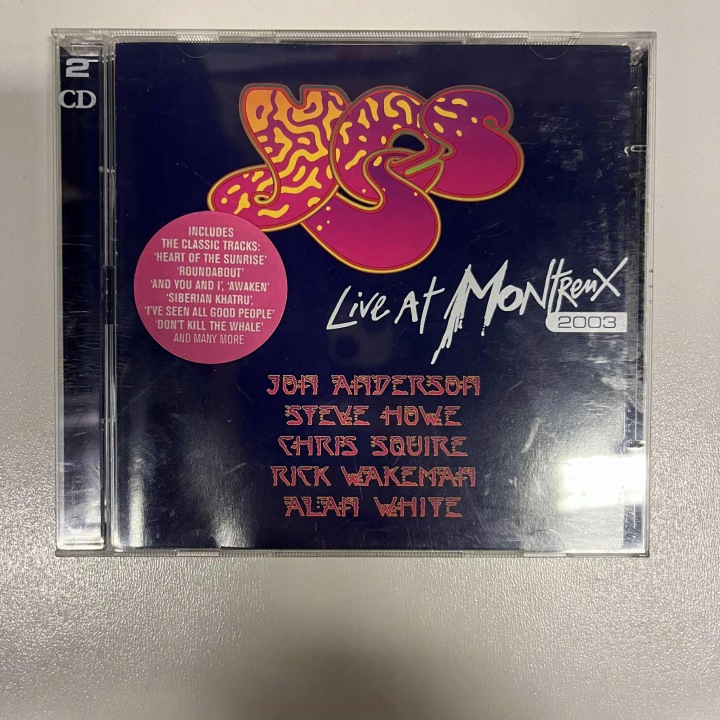 2
CD
YES
INCLUDES
THE CLASSIC TRACKS:
'HEART OF THE SUNRISE'
'ROUNDABOUT'
'AND YOU AND I', 'AWAKEN'
'SIBERIAN KHATRU',
'I'VE SEEN ALL GOOD PEOPLE'
'DON'T KILL THE WHALE'
AND MANY MORE
Live At Montreux
2003
JON ANDERSON
STEVE HOWE
CHRIS SQUIRE
RICK WAKEMAN
ALAN WHITE